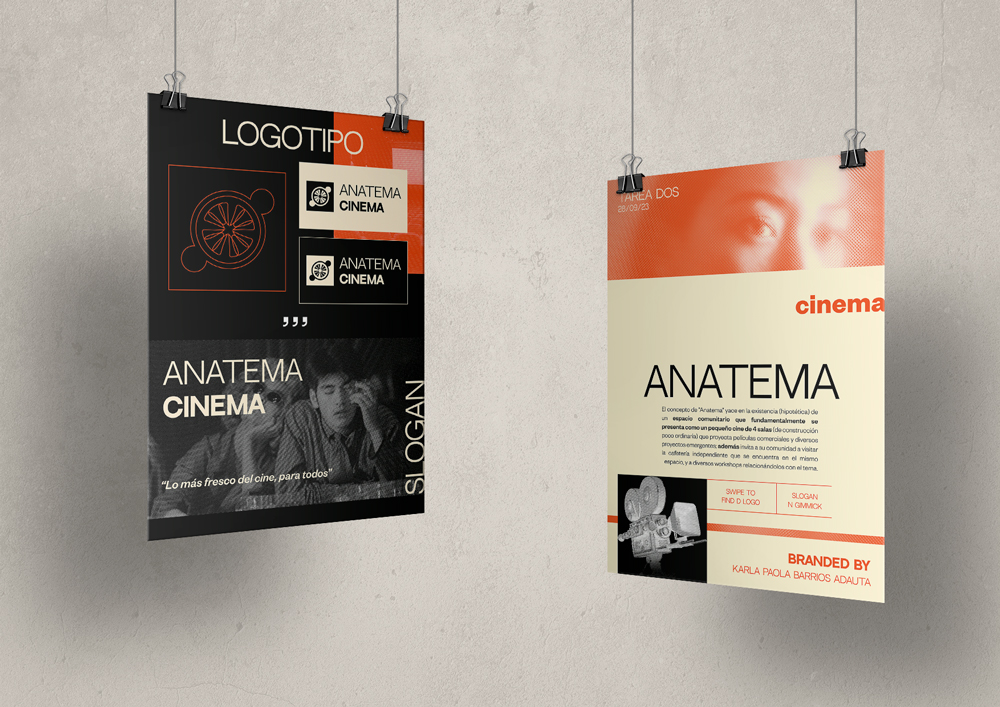 LOGOTIPO
ANATEMA
CINEMA
ANATEMA
CINEMA
,,,
ANATEMA
CINEMA
SLOGAN
“Lo más fresco del cine, para todos”
TAREA DOS
28/09/23
cinema
ANATEMA
El concepto de "Anatema" yace en la existencia (hipotética) de
un espacio comunitario que fundamentalmente se
presenta como un pequeño cine de 4 salas (de construcción
poco ordinaria) que proyecta películas comerciales y diversos
proyectos emergentes; además invita a su comunidad a visitar
la cafetería independiente que se encuentra en el mismo
espacio, y a diversos workshops relacionándolos con el tema.
SWIPE TO
FIND D LOGO
SLOGAN
N GIMMICK
BRANDED BY
KARLA PAOLA BARRIOS ADAUTA